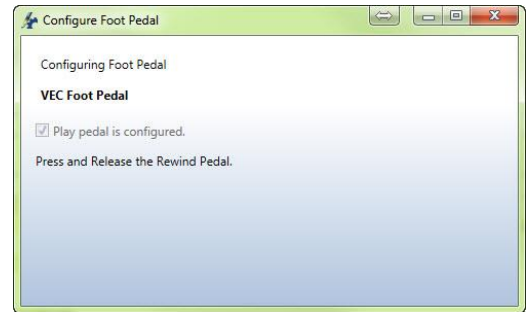 Configure Foot Pedal
Configuring Foot Pedal
VEC Foot Pedal
Play pedal is configured.
Press and Release the Rewind Pedal.